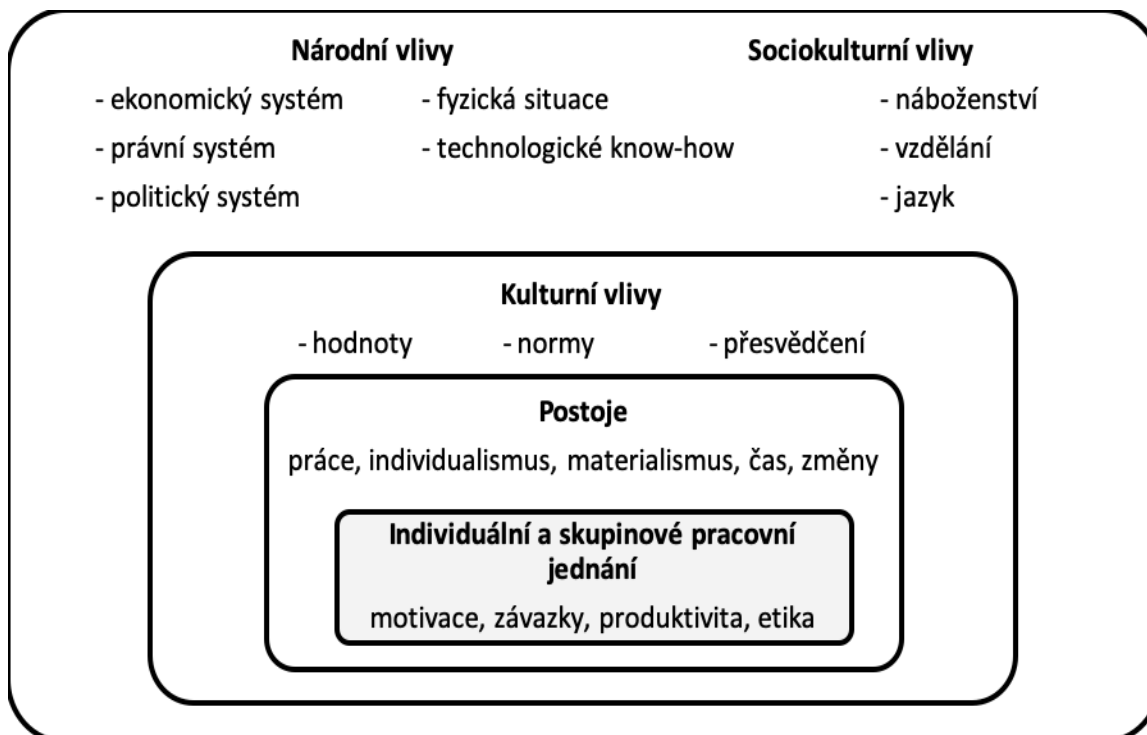 Národní vlivy Sociokulturní vlivy
- ekonomický systém - fyzická situace - náboženství
- právní systém - technologické know-how - vzdělání
- politický systém - jazyk
Kulturní vlivy
- hodnoty - normy - přesvědčení
Postoje
práce, individualismus, materialismus, čas, změny
Individuální a skupinové pracovní
jednání
motivace, závazky, produktivita, etika